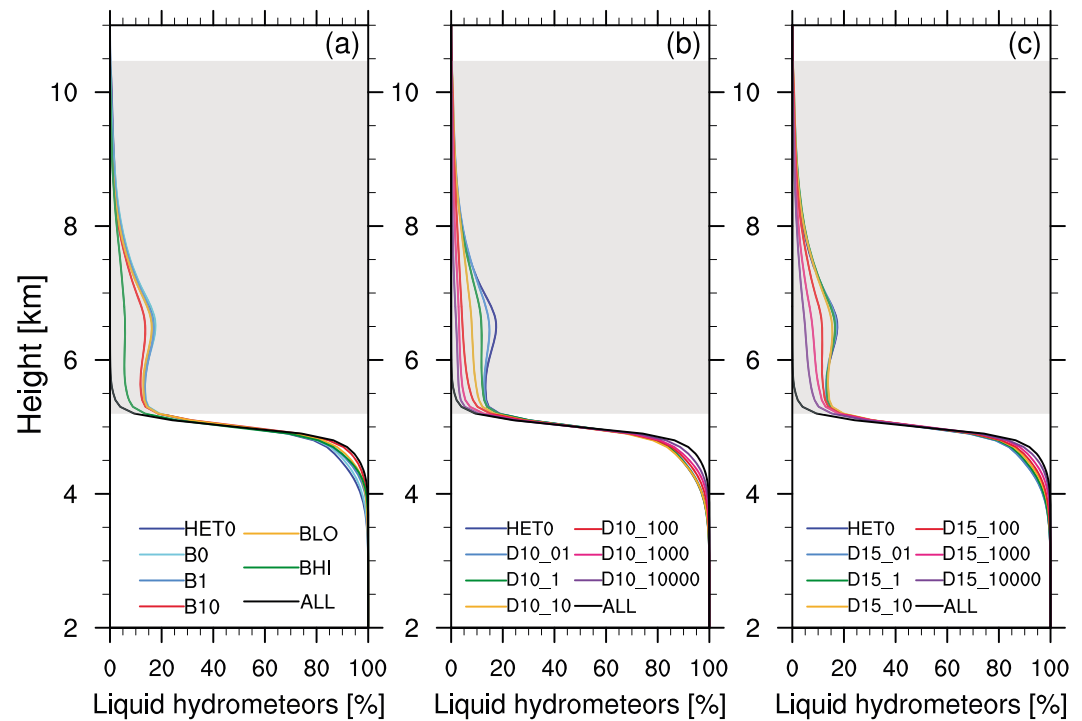 (a) (b) (c)
10 10 10
8 8 8
6 6 6
4 4 4
2 2 2
Height [km]
HET0
B0
B1
B10
BLO
BHI
ALL
HET0
D10_01
D10_1
D10_10
D10_100
D10_1000
D10_10000
ALL
HET0
D15_01
D15_1
D15_10
D15_100
D15_1000
D15_10000
ALL
0 20 40 60 80 100 0 20 40 60 80 100 0 20 40 60 80 100
Liquid hydrometeors [%] Liquid hydrometeors [%] Liquid hydrometeors [%]